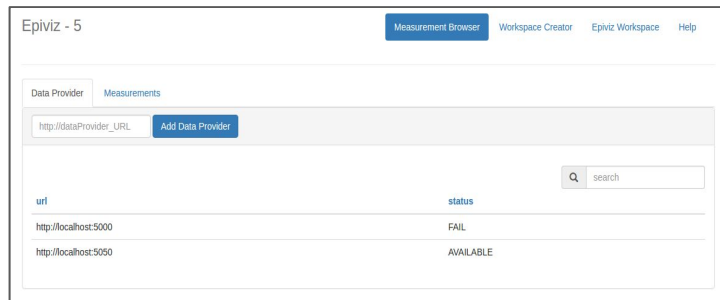 Epiviz - 5
Measurement Browser Workspace Creator Epiviz Workspace Help
Data Provider Measurements
http://dataProvider_URL Add Data Provider
search
url status
http://localhost:5000 FAIL
http://localhost:5050 AVAILABLE